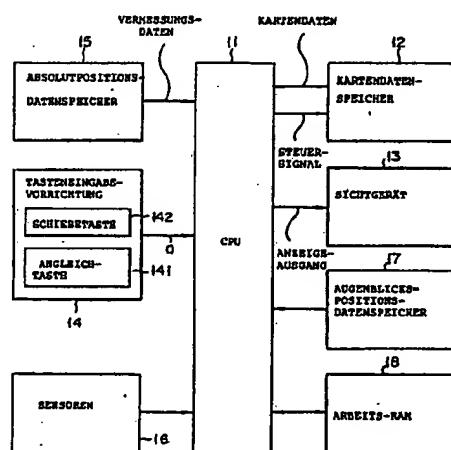 VERMESSUNGS-
DATEN
KARTENDATEN
15
11
12
ABSOLUTPOSITIONS-
DATENSPEICHER
KARTENDATEN-
SPEICHER
STEUER-
SIGNAL
13
TASTENEINGABE-
VORRICHTUNG
SCHIEBETASTE
142
ANGLEICH-
TASTE
141
14
CPU
SICHTGERÄT
ANZEIGE-
AUSGANG
17
AUGENBLICKS-
POSITIONS-
DATENSPEICHER
18
SENSOREN
16
ARBEITS-RAM